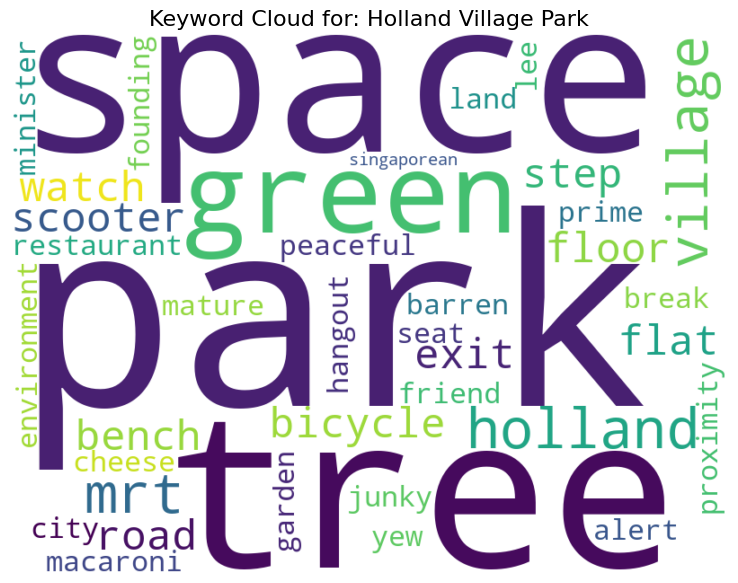 Keyword Cloud for: Holland Village Park
space
minister
founding
land
lee
village
singaporean
watch
green
step
scooter
prime
restaurant
peaceful
floor
park
environment
mature
hangout
barren
break
seat
exit
flat
friend
proximity
bench
bicycle
holland
cheese
tree
mrt
garden
junky
city
road
yew
alert
macaroni